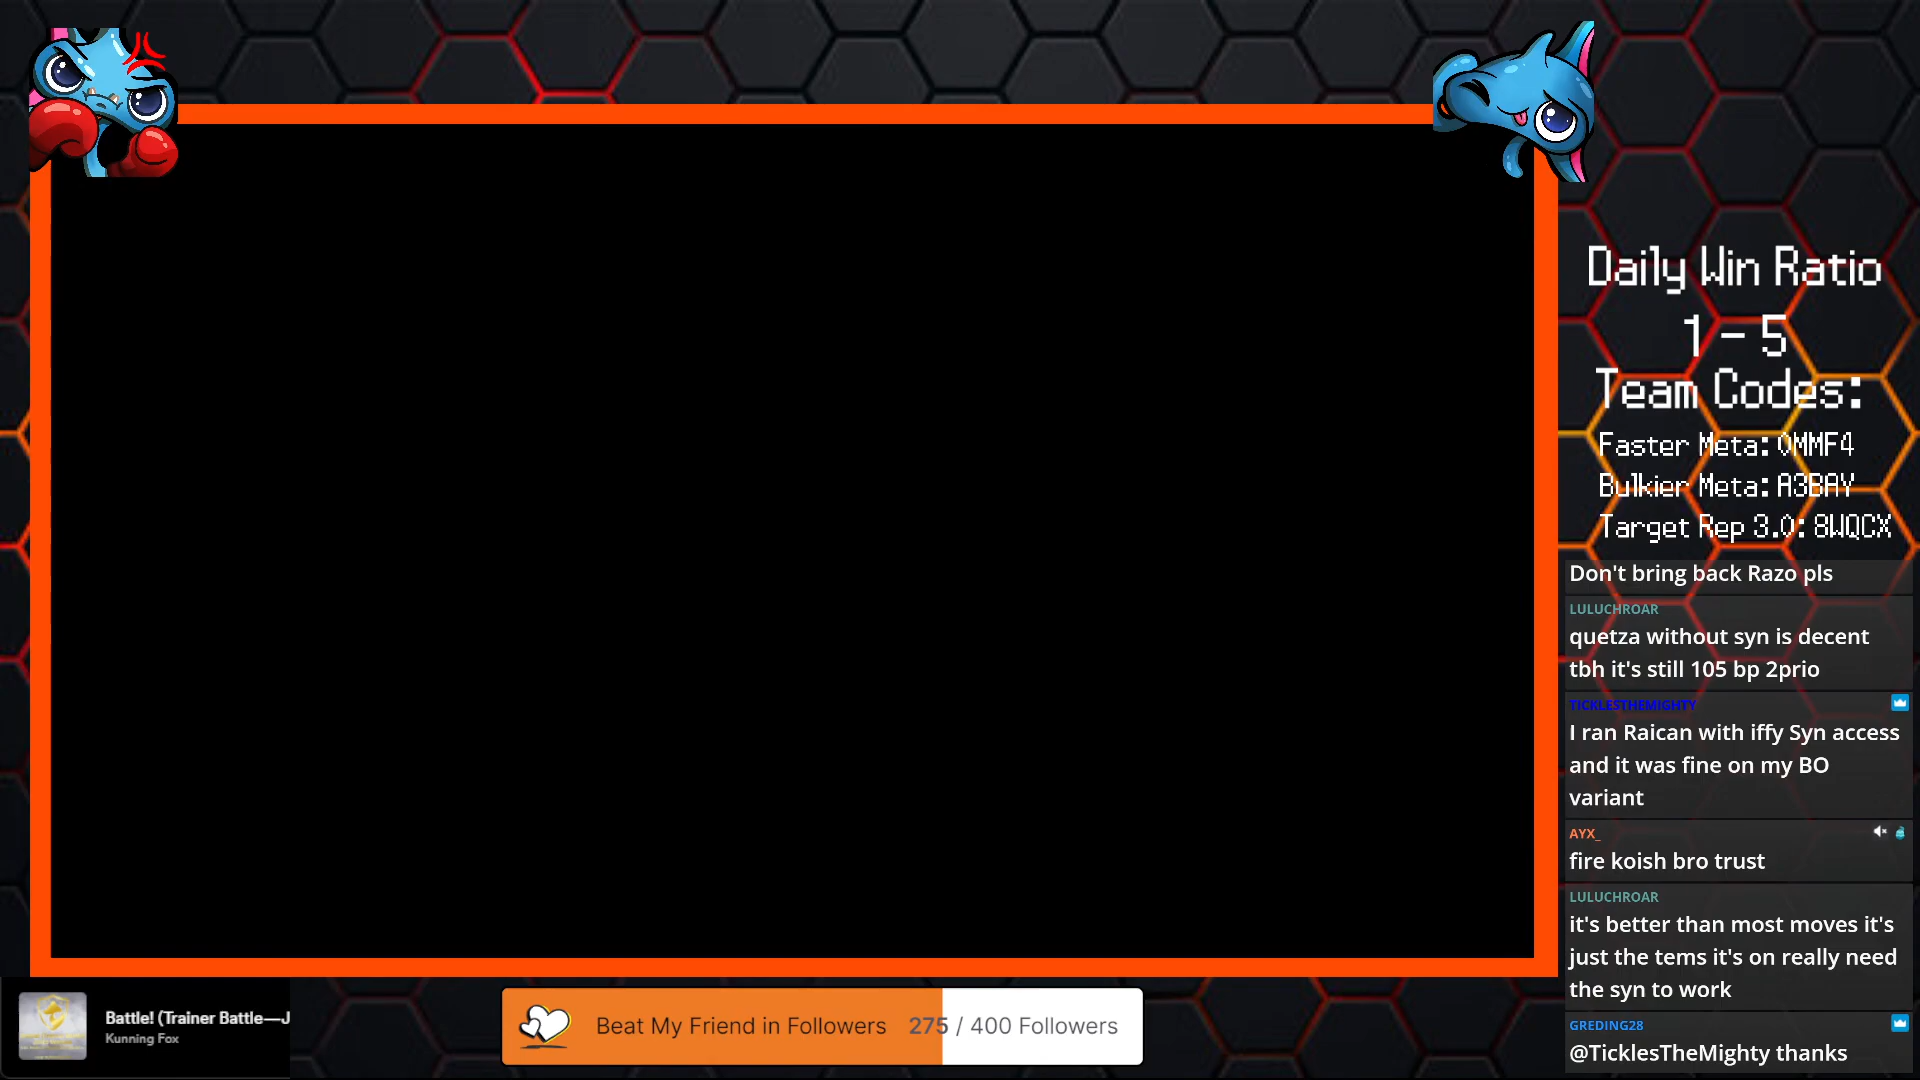 Daily Win Ratio
1 - 5
Team Codes:
Faster Meta: 0MMF4
Bulkier Meta: A3BAY
Target Rep 3.0: 8WQCX
Don't bring back Razo pls
LULUCHROAR
quetza without syn is decent
tbh it's still 105 bp 2prio
TICKLESTHEMIGHTY
I ran Raican with iffy Syn access
and it was fine on my BO
variant
AYX_
fire koish bro trust
LULUCHROAR
it's better than most moves it's
just the tems it's on really need
the syn to work
GREDING28
@TicklesTheMighty thanks
Battle! (Trainer Battle—J
Kunning Fox
Beat My Friend in Followers 275 / 400 Followers